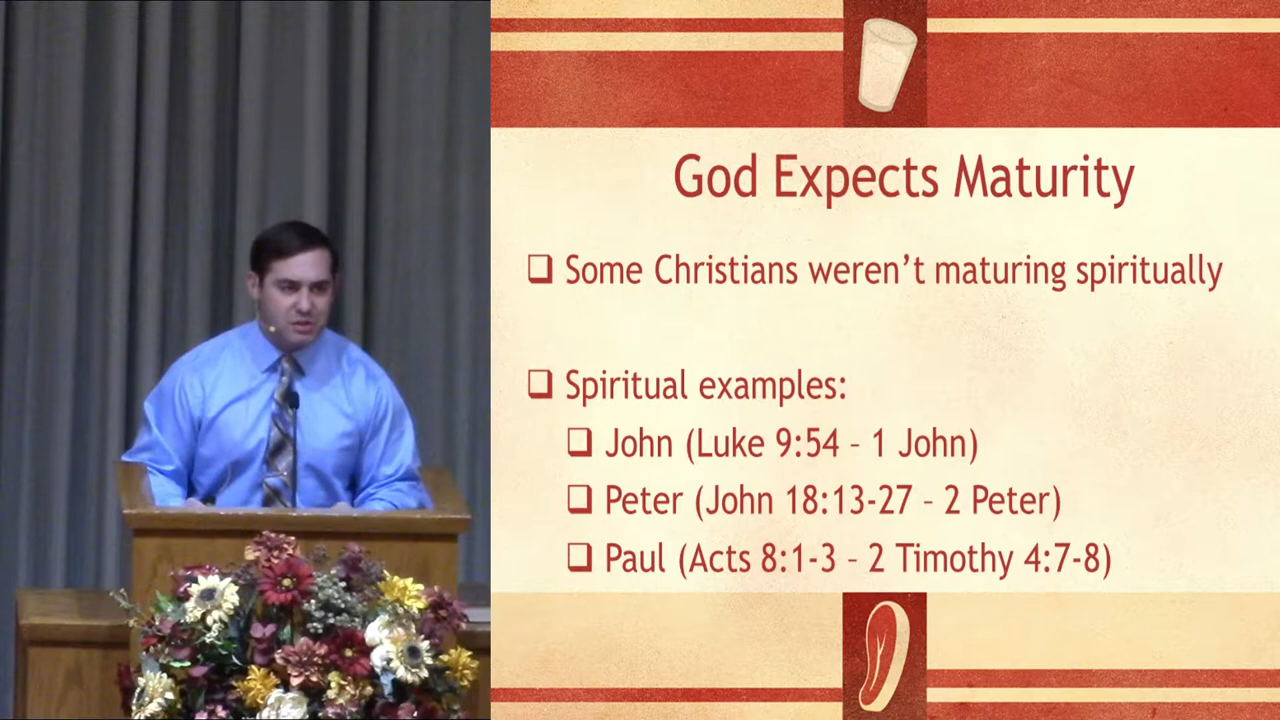 God Expects Maturity
❑ Some Christians weren’t maturing spiritually
❑ Spiritual examples:
❑ John (Luke 9:54 – 1 John)
❑ Peter (John 18:13-27 – 2 Peter)
❑ Paul (Acts 8:1-3 – 2 Timothy 4:7-8)